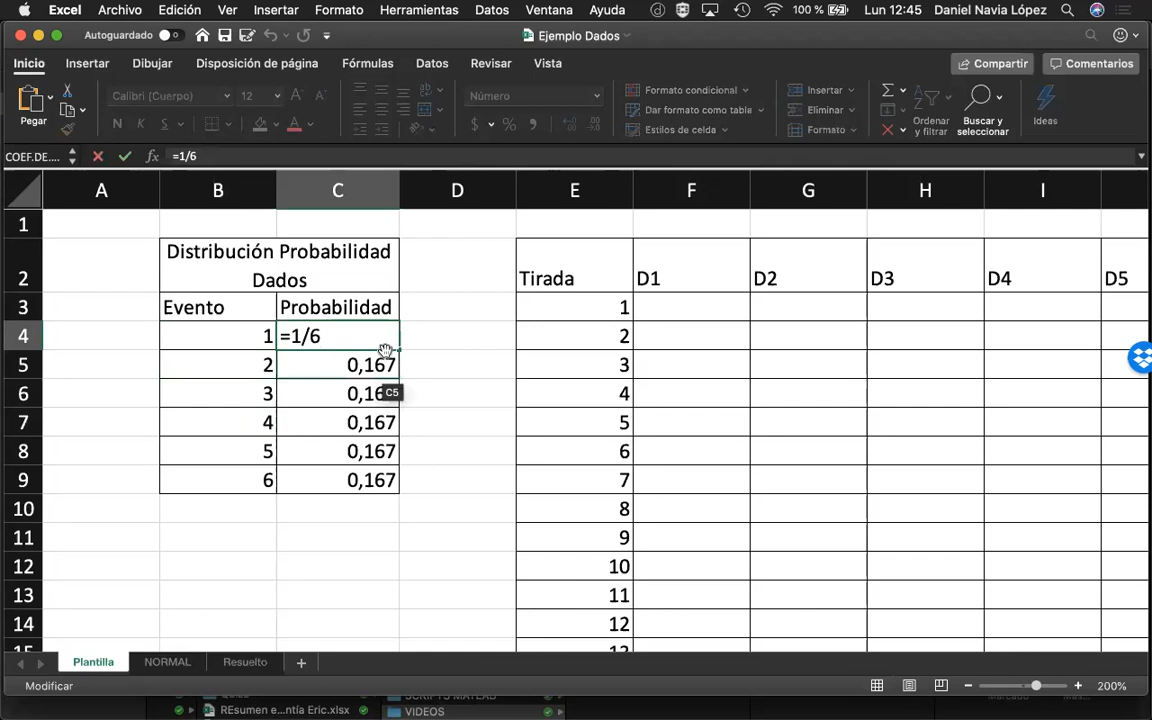 Excel Archivo Edición Ver Insertar Formato Herramientas Datos Ventana Ayuda 100 % Lun 12:45 Daniel Navia López
Autoguardado Ejemplo Dados
Inicio Insertar Dibujar Disposición de página Fórmulas Datos Revisar Vista Compartir Comentarios
Pegar Calibri (Cuerpo) 12 Número Formato condicional Insertar Ordenar y filtrar Buscar y seleccionar Ideas
N K S $ % Dar formato como tabla Eliminar
Estilos de celda Formato
COEF.DE.... fx =1/6
A B C D E F G H I
1
2 Distribución Probabilidad
Dados Tirada D1 D2 D3 D4 D5
3 Evento Probabilidad 1
4 1 =1/6 2
5 2 0,167 3
6 3 0,16 C5 4
7 4 0,167 5
8 5 0,167 6
9 6 0,167 7
10 8
11 9
12 10
13 11
14 12
Plantilla NORMAL Resuelto +
Modificar 200%
REsumen e...ntía Eric.xlsx VIDEOS